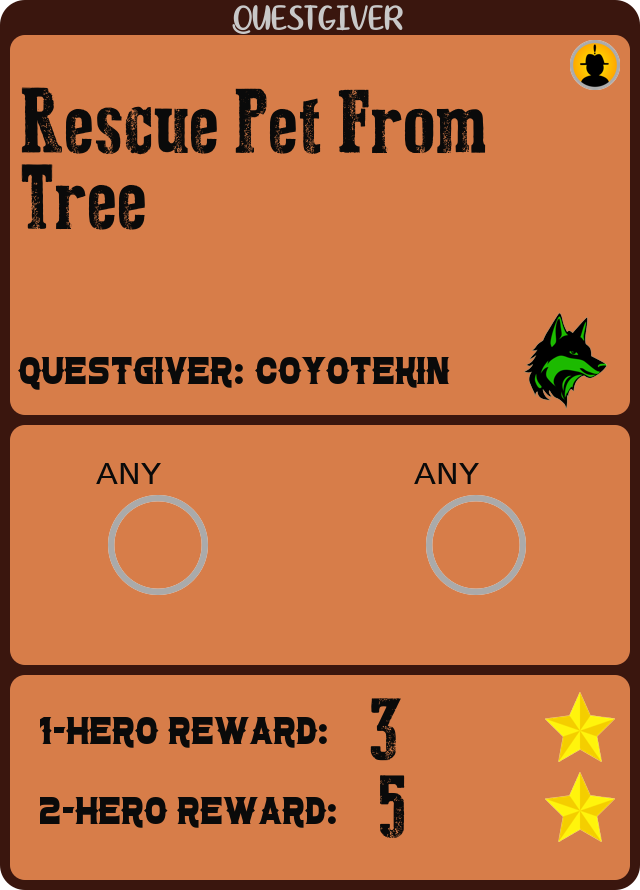 QUESTGIVER
Rescue Pet From
Tree
QUESTGIVER: COYOTEKIN
ANY
ANY
1-HERO REWARD: 3
2-HERO REWARD: 5